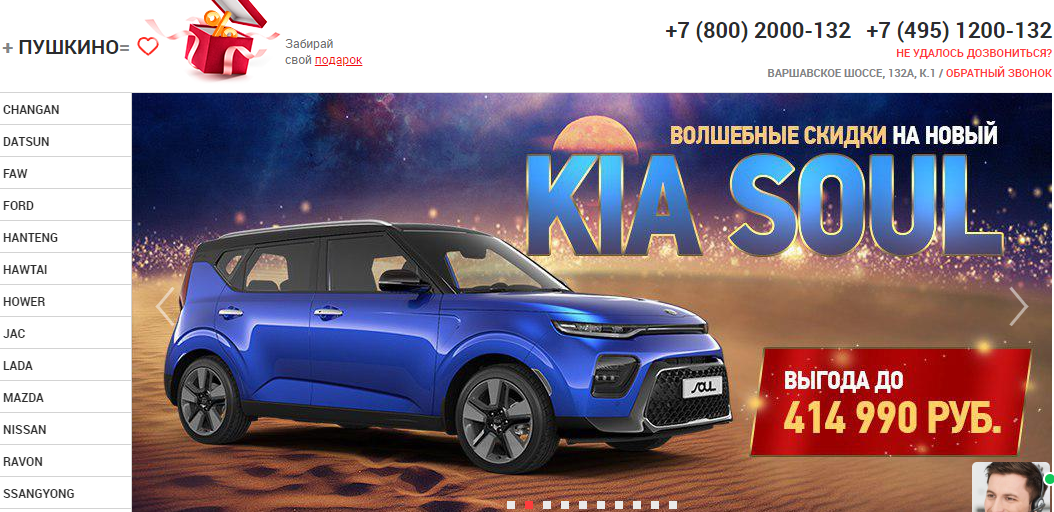 + ПУШКИНО=
Забирай
свой подарок
+7 (800) 2000-132 +7 (495) 1200-132
НЕ УДАЛОСЬ ДОЗВОНИТЬСЯ?
ВАРШАВСКОЕ ШОССЕ, 132А, К.1 / ОБРАТНЫЙ ЗВОНОК
CHANGAN
DATSUN
FAW
FORD
HANTENG
HAWTAI
HOWER
JAC
LADA
MAZDA
NISSAN
RAVON
SSANGYONG
ВОЛШЕБНЫЕ СКИДКИ НА НОВЫЙ
KIA SOUL
SOUL
ВЫГОДА ДО
414 990 РУБ.